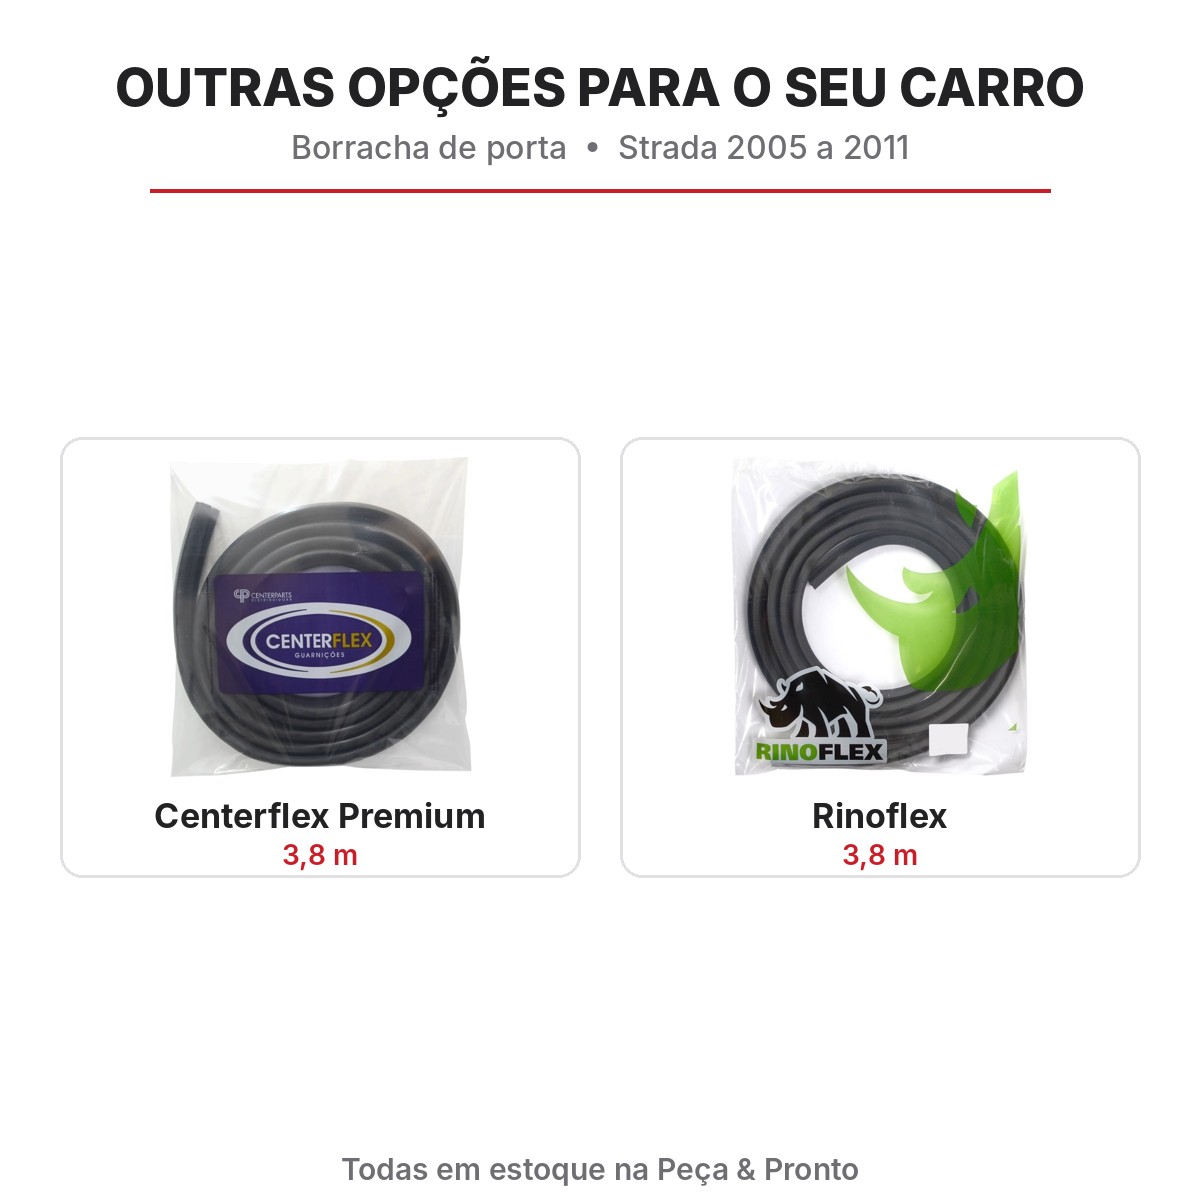 OUTRAS OPÇÕES PARA O SEU CARRO
Borracha de porta • Strada 2005 a 2011
CENTERPARTS
DISTRIBUIDORA
CENTERFLEX
GUARNIÇÕES
RINOFLEX
Centerflex Premium
3,8 m
Rinoflex
3,8 m
Todas em estoque na Peça & Pronto